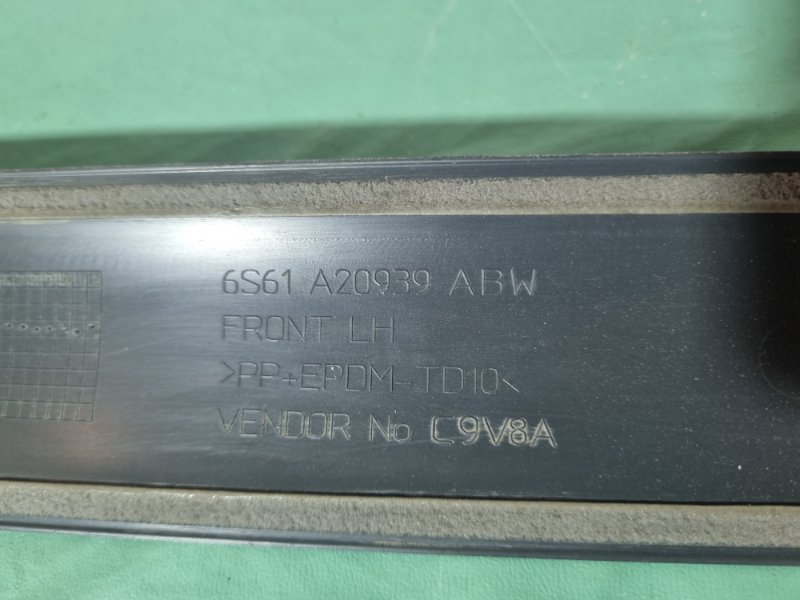 6S61 A20939 ABW
FRONT LH
>PP+EPDM-TD10<
VENDOR No C9V8A